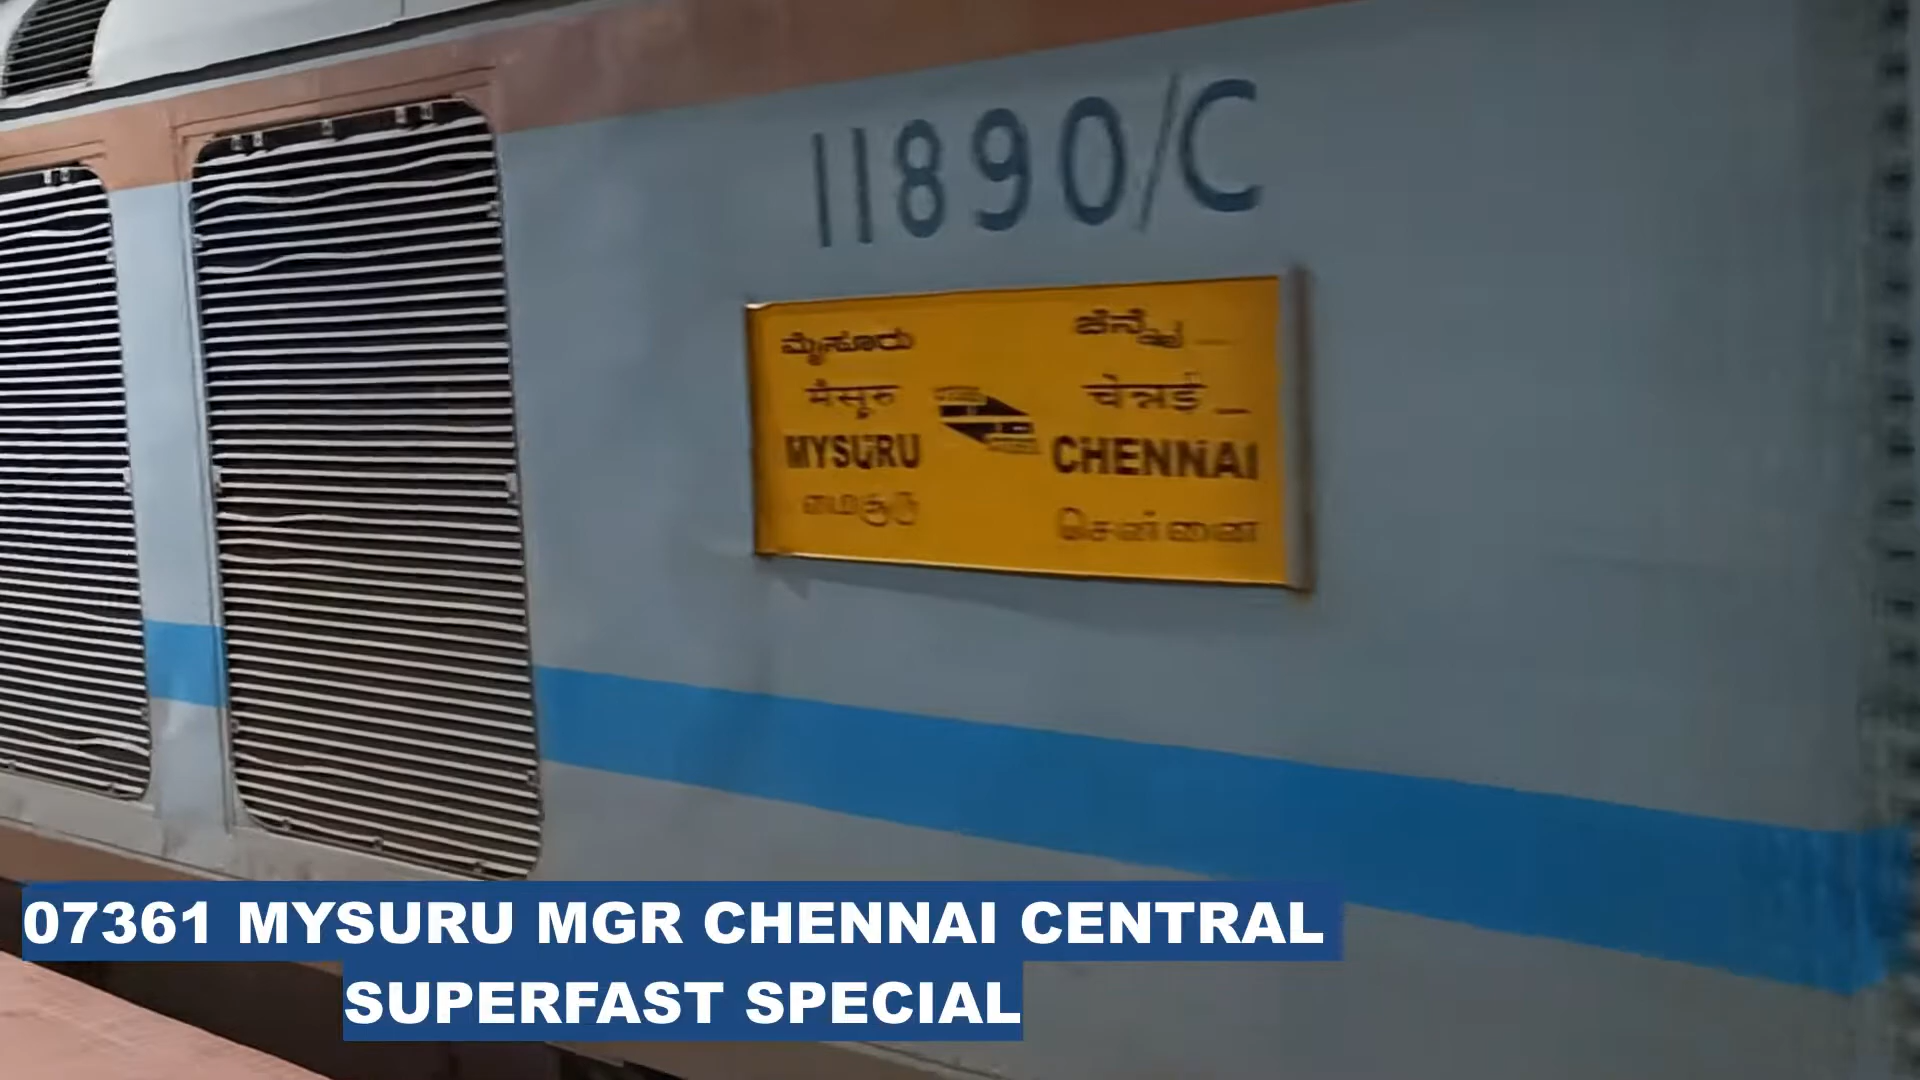 11890/C
ಮೈಸೂರು
ಚೆನ್ನೈ
मैसूरु
चेन्नई
MYSURU
CHENNAI
மைசூரு
சென்னை
07361 MYSURU MGR CHENNAI CENTRAL
SUPERFAST SPECIAL